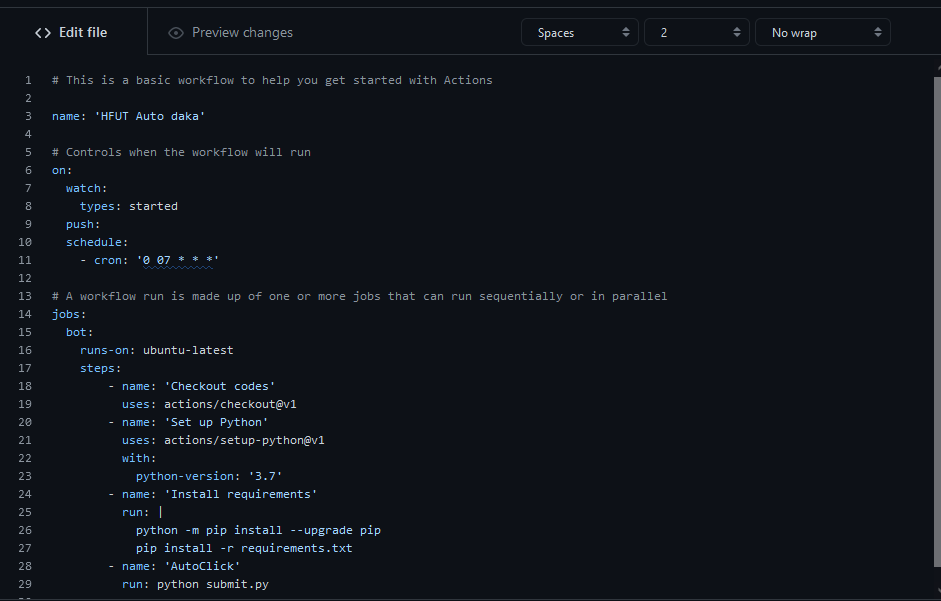 <> Edit file
Preview changes
Spaces
2
No wrap
1 # This is a basic workflow to help you get started with Actions
2
3 name: 'HFUT Auto daka'
4
5 # Controls when the workflow will run
6 on:
7   watch:
8     types: started
9   push:
10   schedule:
11     - cron: '0 07 * * *'
12
13 # A workflow run is made up of one or more jobs that can run sequentially or in parallel
14 jobs:
15   bot:
16     runs-on: ubuntu-latest
17     steps:
18         - name: 'Checkout codes'
19           uses: actions/checkout@v1
20         - name: 'Set up Python'
21           uses: actions/setup-python@v1
22           with:
23             python-version: '3.7'
24         - name: 'Install requirements'
25           run: |
26             python -m pip install --upgrade pip
27             pip install -r requirements.txt
28         - name: 'AutoClick'
29           run: python submit.py